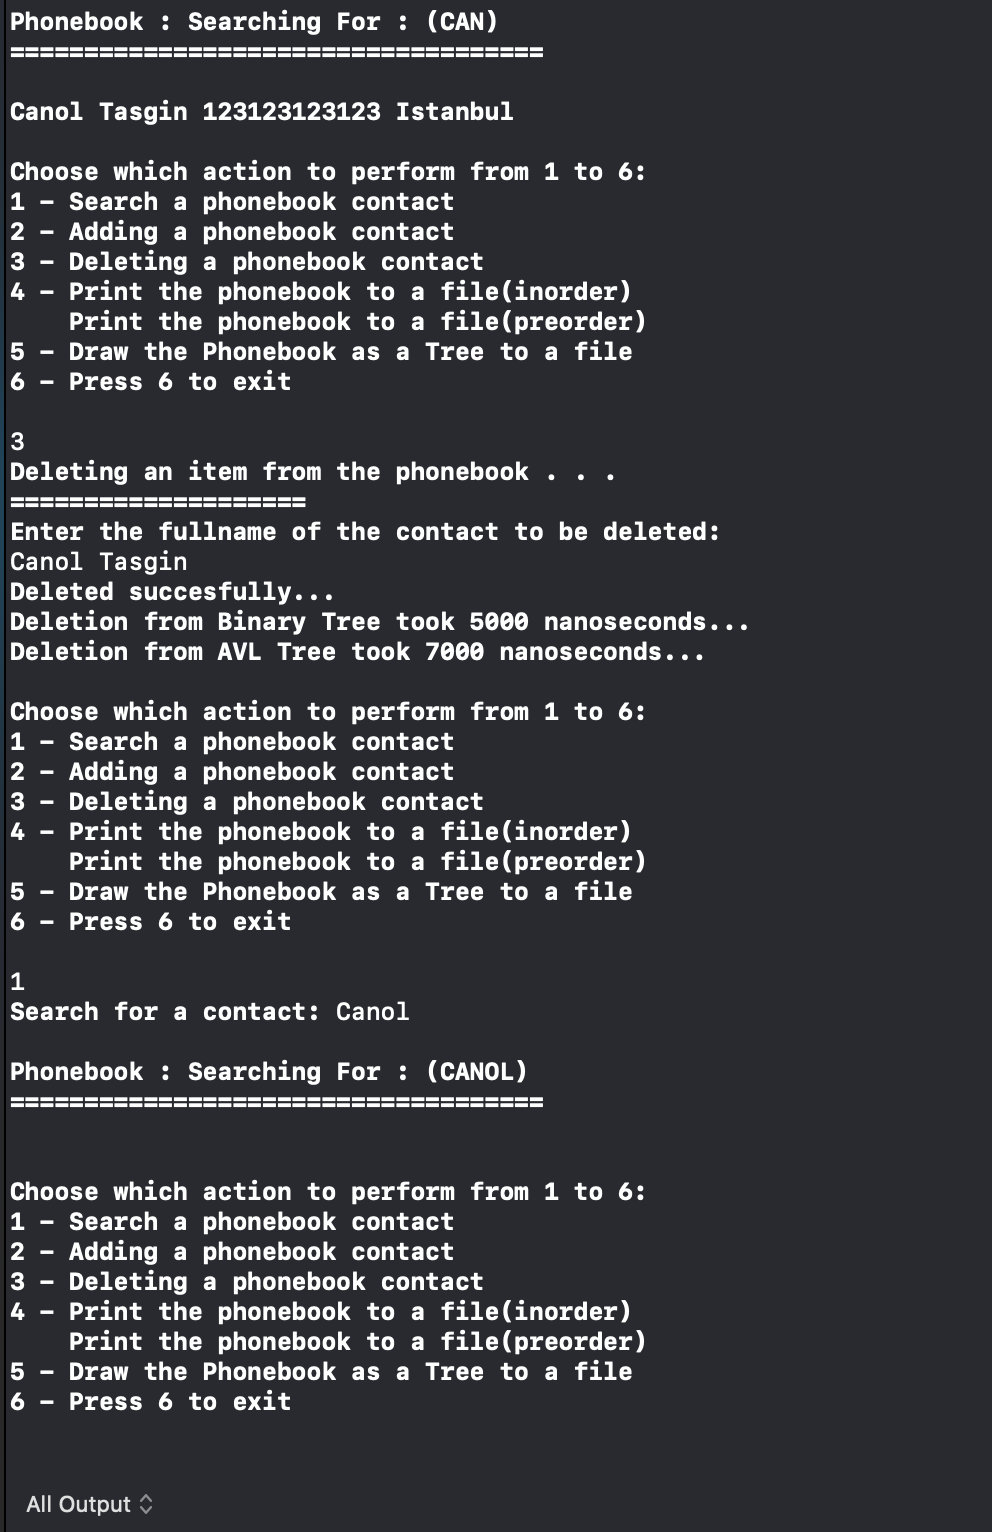 Phonebook : Searching For : (CAN)
====================================
Canol Tasgin 123123123123 Istanbul
Choose which action to perform from 1 to 6:
1 – Search a phonebook contact
2 – Adding a phonebook contact
3 – Deleting a phonebook contact
4 – Print the phonebook to a file(inorder)
Print the phonebook to a file(preorder)
5 – Draw the Phonebook as a Tree to a file
6 – Press 6 to exit
3
Deleting an item from the phonebook . . .
====================
Enter the fullname of the contact to be deleted:
Canol Tasgin
Deleted succesfully...
Deletion from Binary Tree took 5000 nanoseconds...
Deletion from AVL Tree took 7000 nanoseconds...
Choose which action to perform from 1 to 6:
1 – Search a phonebook contact
2 – Adding a phonebook contact
3 – Deleting a phonebook contact
4 – Print the phonebook to a file(inorder)
Print the phonebook to a file(preorder)
5 – Draw the Phonebook as a Tree to a file
6 – Press 6 to exit
1
Search for a contact: Canol
Phonebook : Searching For : (CANOL)
====================================
Choose which action to perform from 1 to 6:
1 – Search a phonebook contact
2 – Adding a phonebook contact
3 – Deleting a phonebook contact
4 – Print the phonebook to a file(inorder)
Print the phonebook to a file(preorder)
5 – Draw the Phonebook as a Tree to a file
6 – Press 6 to exit
All Output